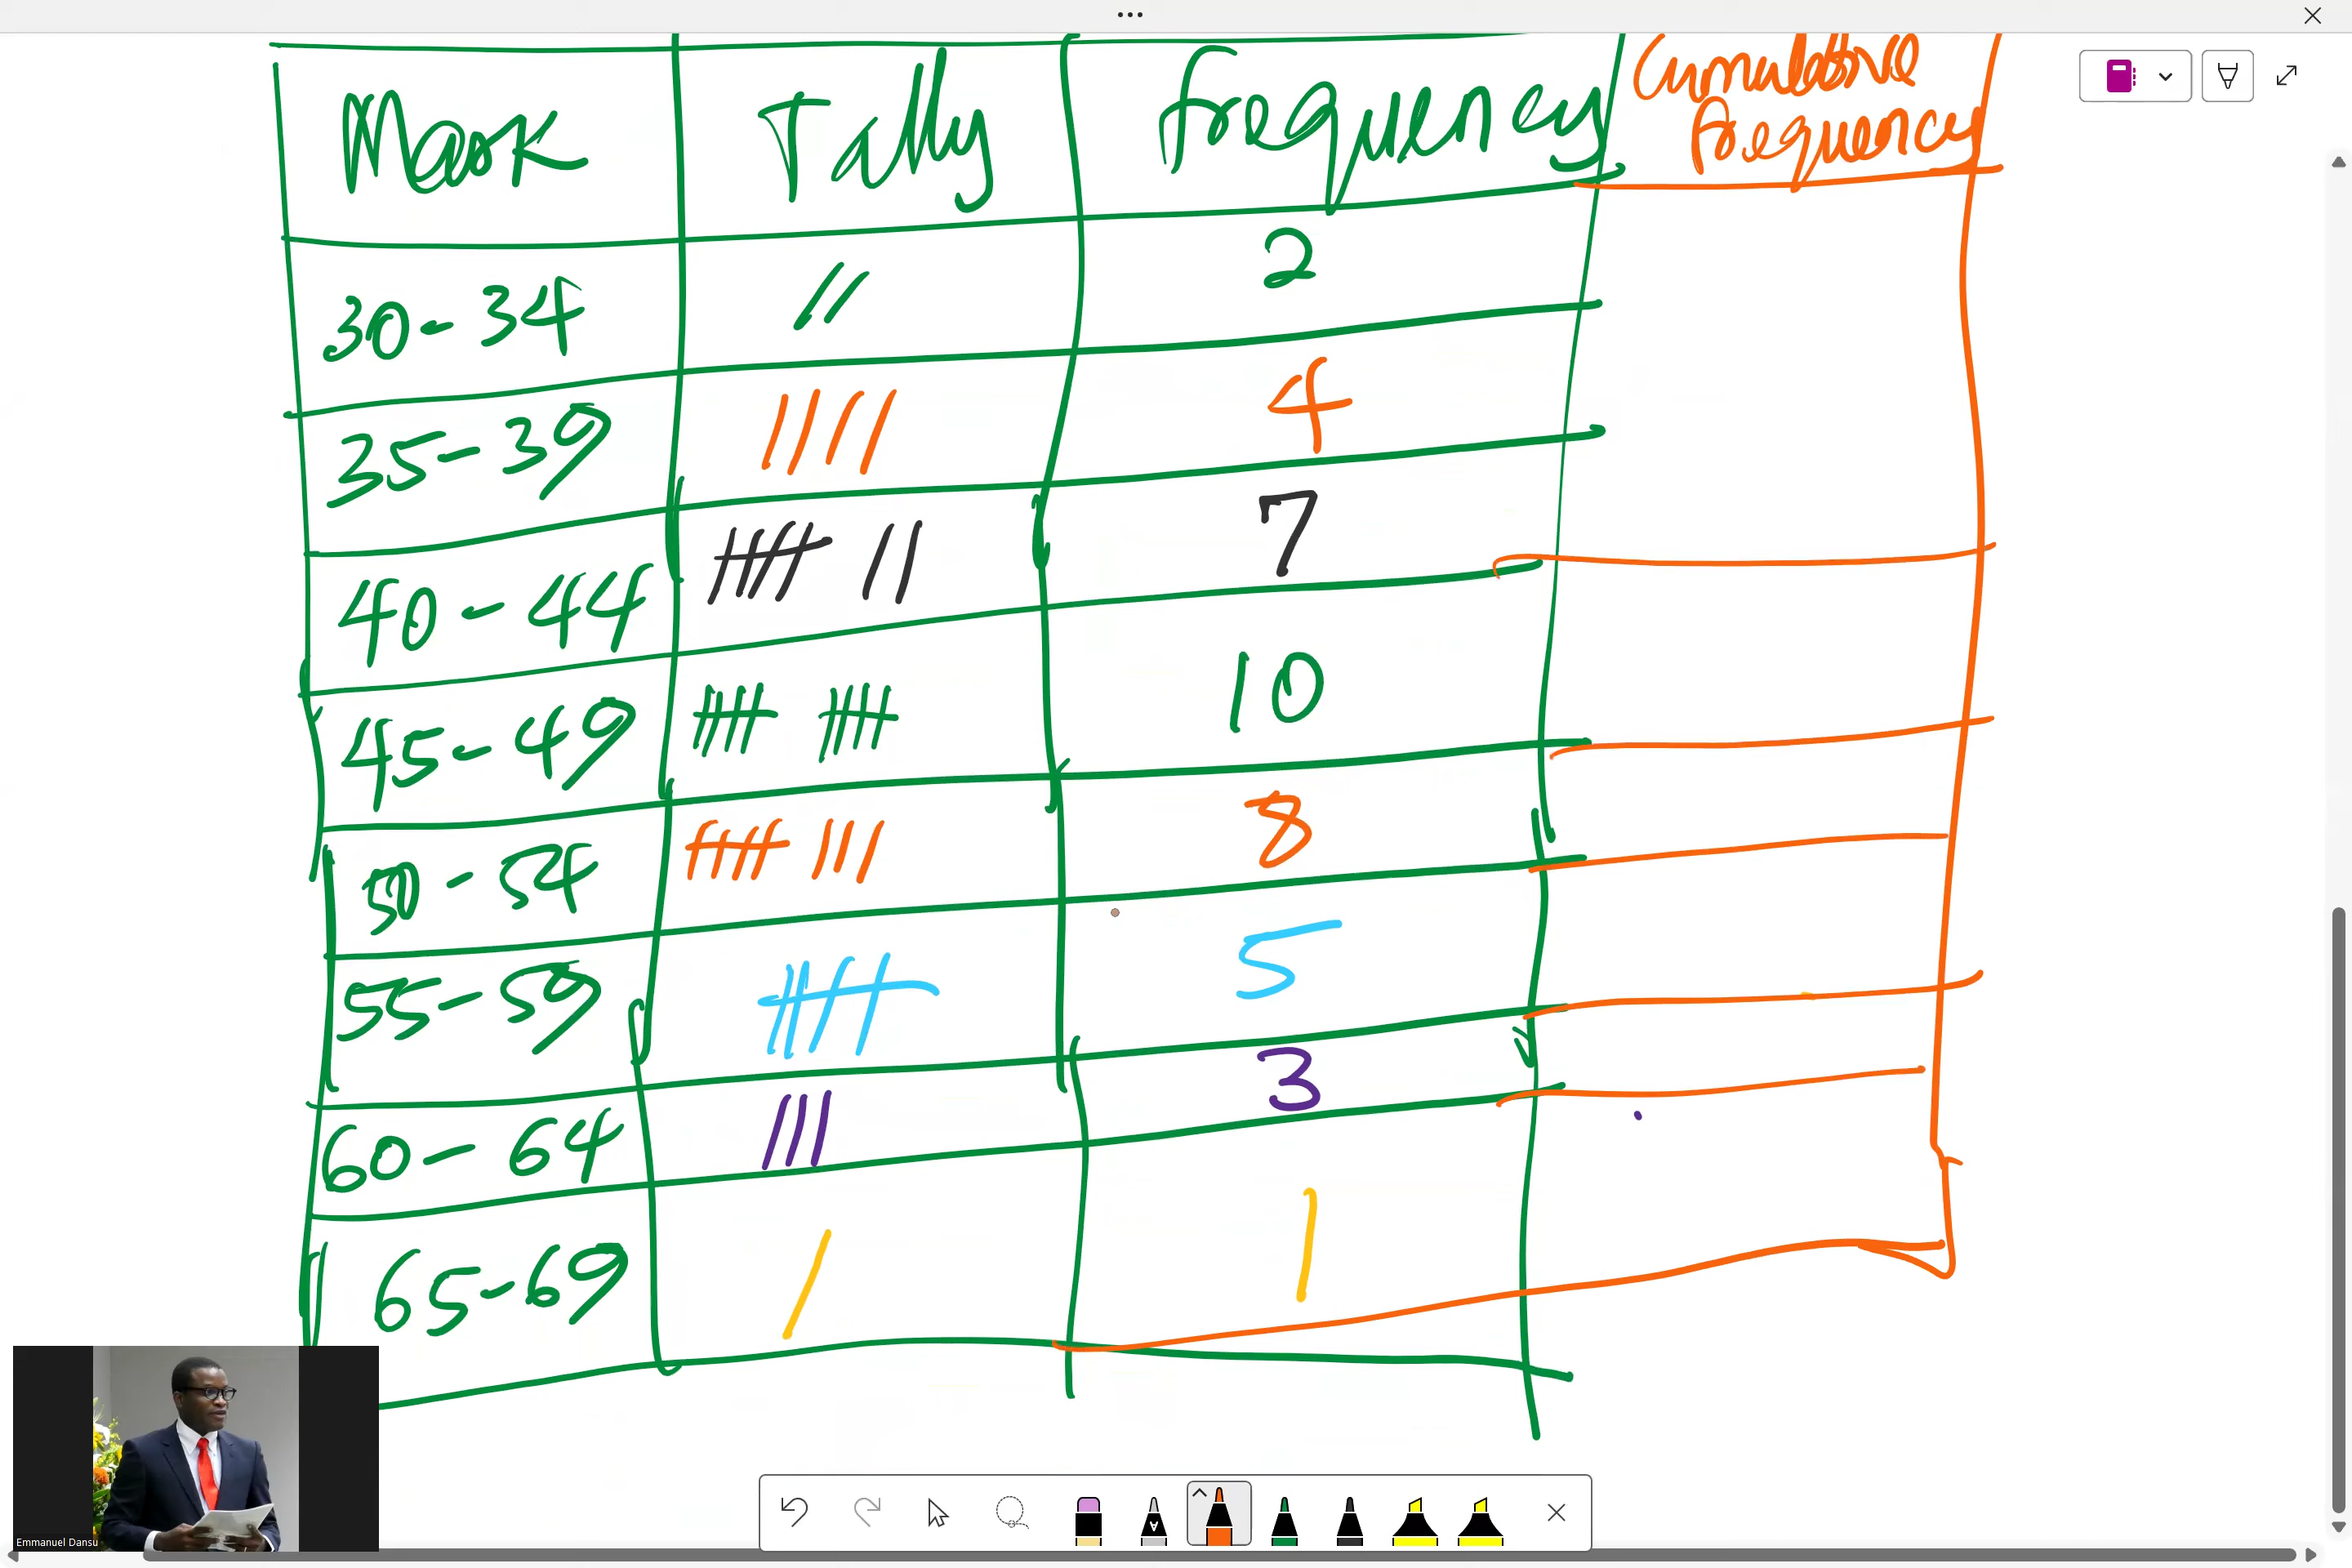 Mark Tally frequency Cumulative frequency
30 - 34 // 2
35 - 39 //// 4
40 - 44 //// // 7
45 - 49 //// //// 10
50 - 54 //// /// 8
55 - 59 //// 5
60 - 64 /// 3
65 - 69 / 1
Emmanuel Dansu